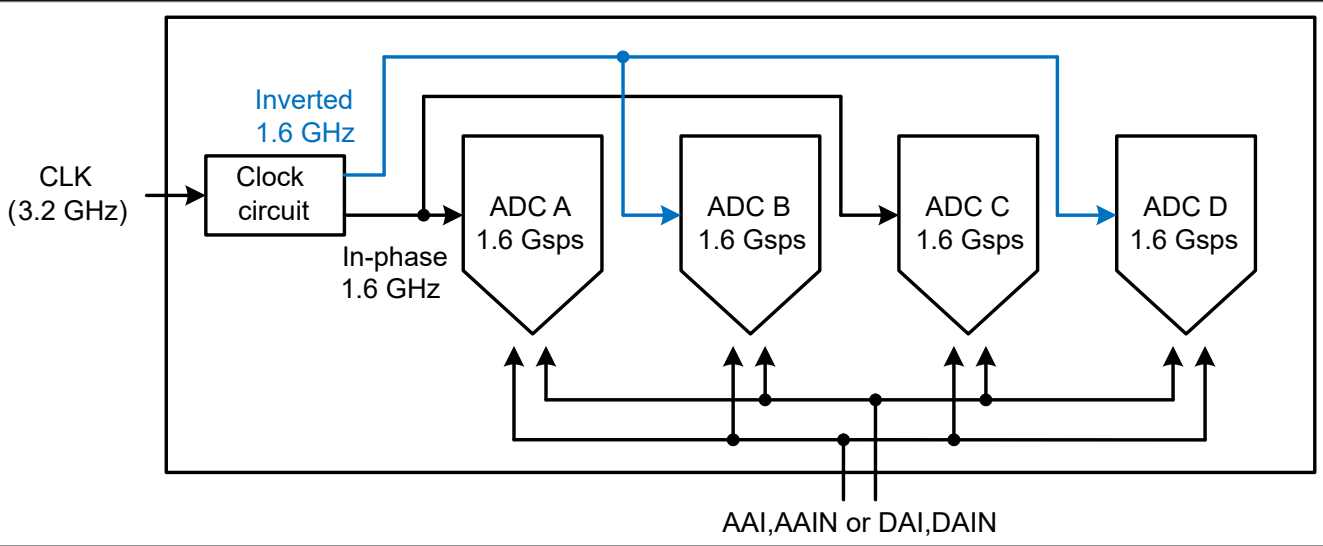 Inverted
1.6 GHz
CLK
(3.2 GHz)
Clock
circuit
In-phase
1.6 GHz
ADC A
1.6 Gsps
ADC B
1.6 Gsps
ADC C
1.6 Gsps
ADC D
1.6 Gsps
AAI,AAIN or DAI,DAIN